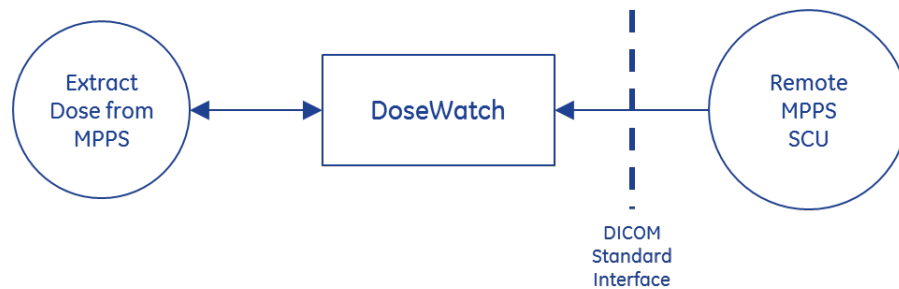 Extract
Dose from
MPPS
DoseWatch
Remote
MPPS
SCU
DICOM
Standard
Interface